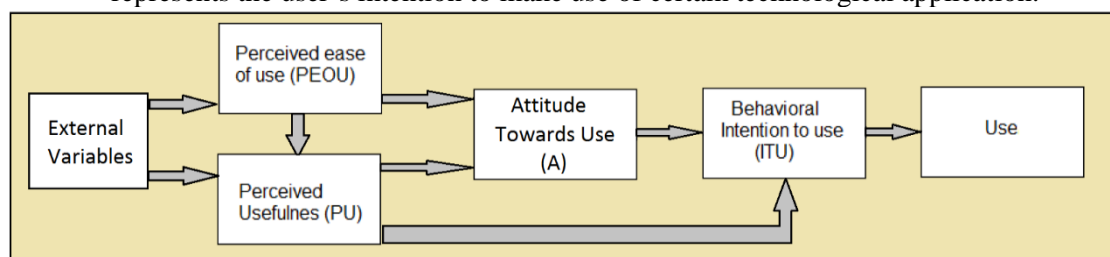 represents the user's intention to make use of certain technological application.
External
Variables
Perceived ease
of use (PEOU)
Perceived
Usefulnes (PU)
Attitude
Towards Use
(A)
Behavioral
Intention to use
(ITU)
Use